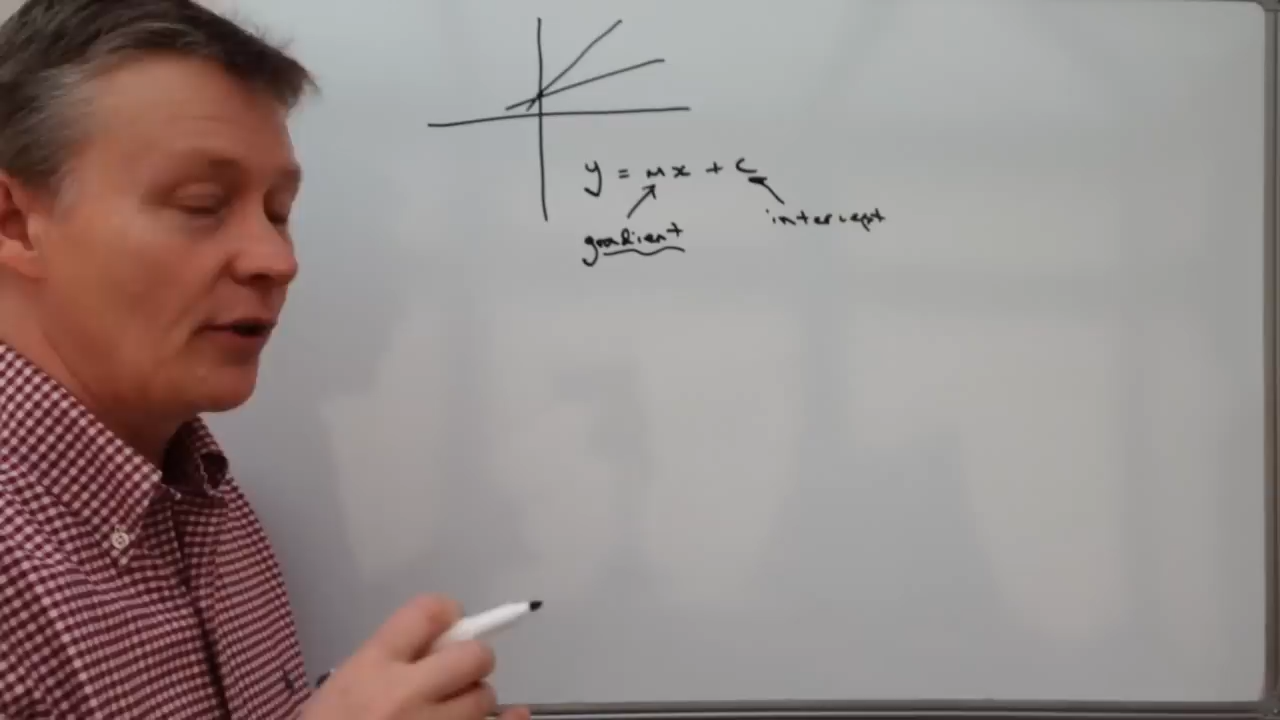 y = mx + c
gradient
intercept